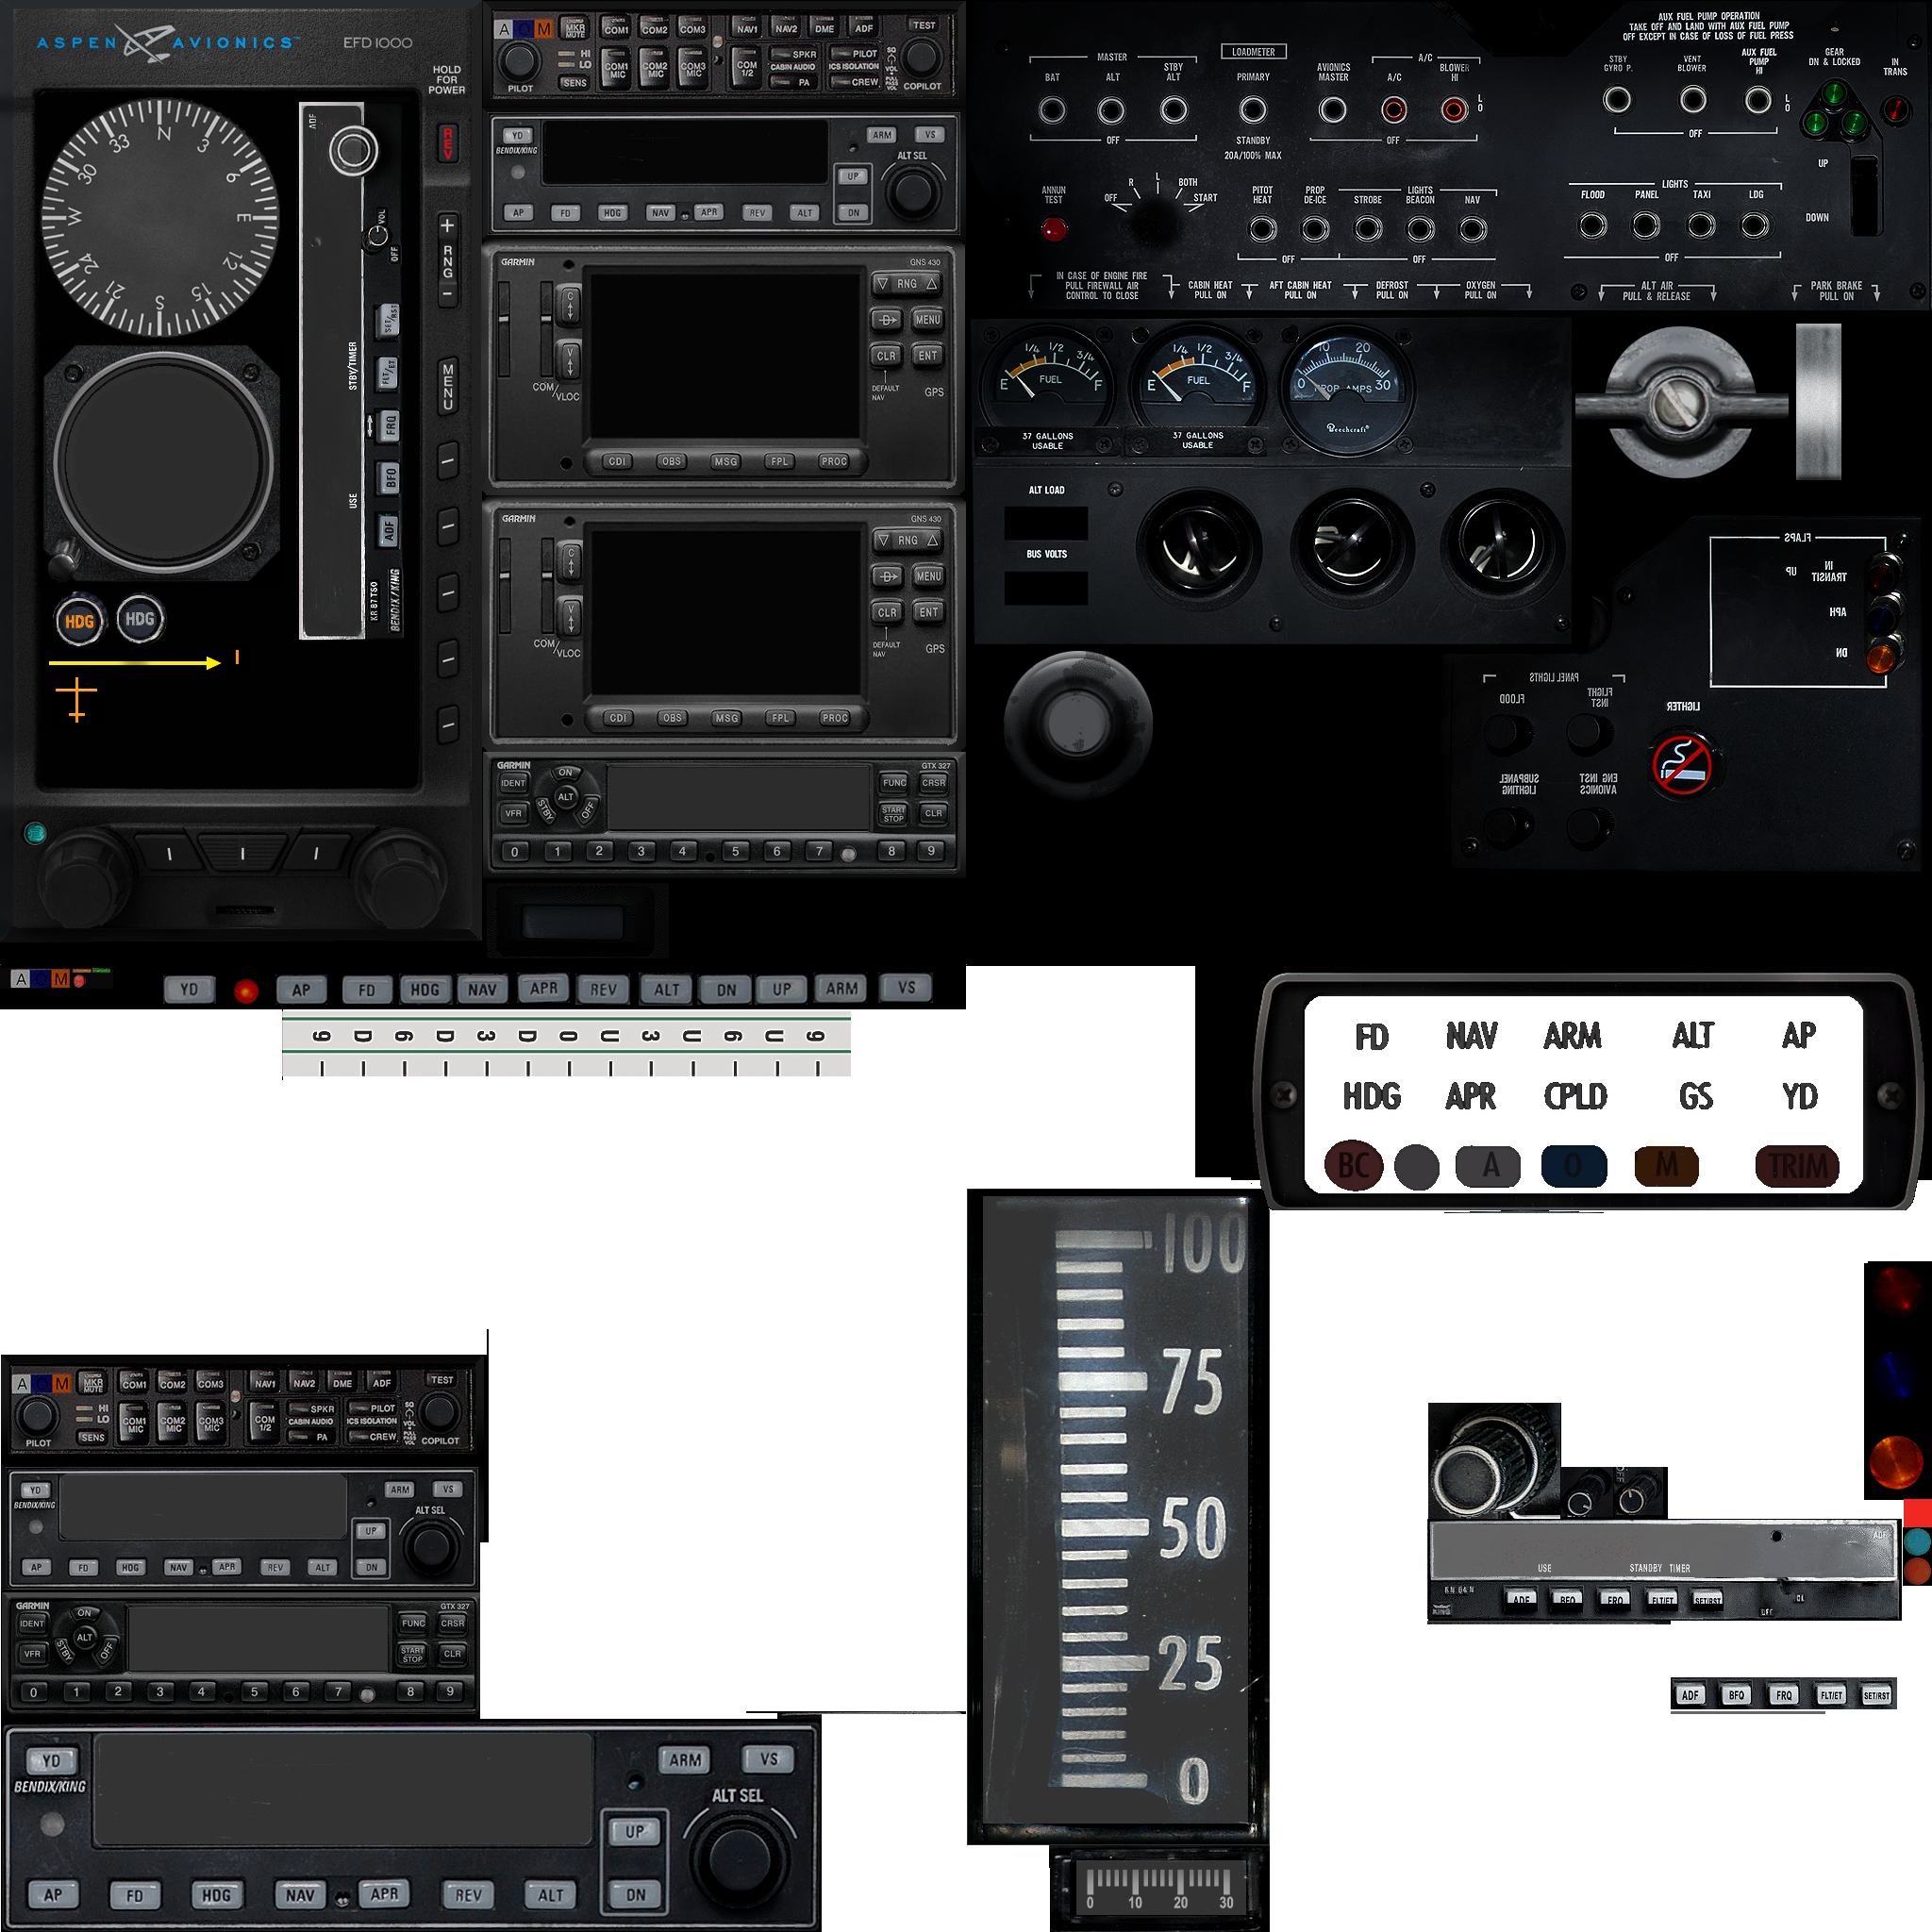 ASPEN AVIONICS™
EFD 1000
HOLD
FOR
POWER
N 3 6 E 12 15 S 21 24 W 30 33
ADF
REV
VOL
OFF
+ RNG -
SET/RST
FLT/ET
STBY/TIMER
MENU
FRQ
BFO
USE
ADF
KR 87 TSO
BENDIX/KING
HDG HDG
A O M
MKR
MUTE
COM1 COM2 COM3
NAV1 NAV2 DME ADF
TEST
HI
LO
SENS
COM1
MIC
COM2
MIC
COM3
MIC
COM
1/2
SPKR
CABIN AUDIO
PA
PILOT
ICS ISOLATION
CREW
SQ
VOL
PULL
PASS
VOL
PILOT
COPILOT
YD
BENDIX/KING
ARM VS
ALT SEL
UP
AP FD HDG NAV APR REV ALT DN
GARMIN
GNS 430
C
RNG
D MENU
CLR ENT
V
COM/VLOC
DEFAULT
NAV
GPS
CDI OBS MSG FPL PROC
GARMIN
GNS 430
C
RNG
D MENU
CLR ENT
V
COM/VLOC
DEFAULT
NAV
GPS
CDI OBS MSG FPL PROC
GARMIN
GTX 327
IDENT ON FUNC CRSR
ALT
VFR STBY OFF START
STOP CLR
0 1 2 3 4 5 6 7 8 9
MASTER
BAT ALT STBY
ALT
OFF
LOADMETER
PRIMARY
STANDBY
20A/100% MAX
AVIONICS
MASTER
A/C
A/C BLOWER
HI
LO
OFF
AUX FUEL PUMP OPERATION
TAKE OFF AND LAND WITH AUX FUEL PUMP
OFF EXCEPT IN CASE OF LOSS OF FUEL PRESS
STBY
GYRO P.
VENT
BLOWER
AUX FUEL
PUMP
HI
LO
OFF
GEAR
DN & LOCKED
IN
TRANS
UP
DOWN
ANNUN
TEST
OFF R L BOTH START
PITOT
HEAT
PROP
DE-ICE
LIGHTS
STROBE BEACON NAV
OFF OFF
LIGHTS
FLOOD PANEL TAXI LDG
OFF
IN CASE OF ENGINE FIRE
PULL FIREWALL AIR
CONTROL TO CLOSE
CABIN HEAT
PULL ON
AFT CABIN HEAT
PULL ON
DEFROST
PULL ON
OXYGEN
PULL ON
ALT AIR
PULL & RELEASE
PARK BRAKE
PULL ON
E 1/4 1/2 3/4 F
FUEL
37 GALLONS
USABLE
E 1/4 1/2 3/4 F
FUEL
37 GALLONS
USABLE
0 10 20 30
PROP AMPS
Beechcraft
ALT LOAD
BUS VOLTS
FLAPS
IN
TRANSIT
UP
APH
DN
PANEL LIGHTS
FLOOD
FLIGHT
INST
LIGHTER
SUBPANEL
LIGHTING
ENG INST
AVIONICS
A O M
YD AP FD HDG NAV APR REV ALT DN UP ARM VS
9 D 6 D 3 D 0 U 3 U 6 U 9
FD NAV ARM ALT AP
HDG APR CPLD GS YD
BC A O M TRIM
100
75
50
25
0
0 10 20 30
A O M
MKR
MUTE
COM1 COM2 COM3
NAV1 NAV2 DME ADF
TEST
HI
LO
SENS
COM1
MIC
COM2
MIC
COM3
MIC
COM
1/2
SPKR
CABIN AUDIO
PA
PILOT
ICS ISOLATION
CREW
SQ
VOL
PULL
PASS
VOL
PILOT
COPILOT
YD
BENDIX/KING
ARM VS
ALT SEL
UP
AP FD HDG NAV APR REV ALT DN
GARMIN
GTX 327
IDENT ON FUNC CRSR
ALT
VFR STBY OFF START
STOP CLR
0 1 2 3 4 5 6 7 8 9
YD
BENDIX/KING
ARM VS
ALT SEL
UP
AP FD HDG NAV APR REV ALT DN
OFF
ADF
USE STANDBY TIMER
KING
ADF BFO FRQ FLT/ET SET/RST
ADF BFO FRQ FLT/ET SET/RST